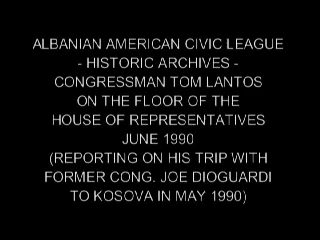 ALBANIAN AMERICAN CIVIC LEAGUE
- HISTORIC ARCHIVES -
CONGRESSMAN TOM LANTOS
ON THE FLOOR OF THE
HOUSE OF REPRESENTATIVES
JUNE 1990
(REPORTING ON HIS TRIP WITH
FORMER CONG. JOE DIOGUARDI
TO KOSOVA IN MAY 1990)